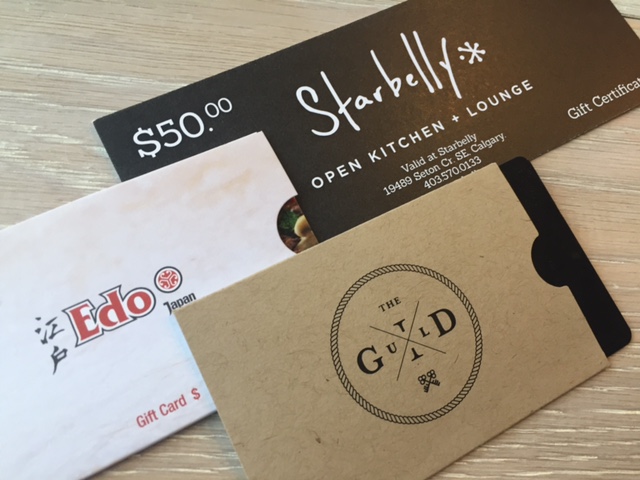 $50.00
Starbelly
OPEN KITCHEN + LOUNGE
Valid at Starbelly
19489 Seton Cr SE, Calgary.
403.570.0133
Gift Certificat
江戸
Edo
Japan
Gift Card $
THE
GUILD